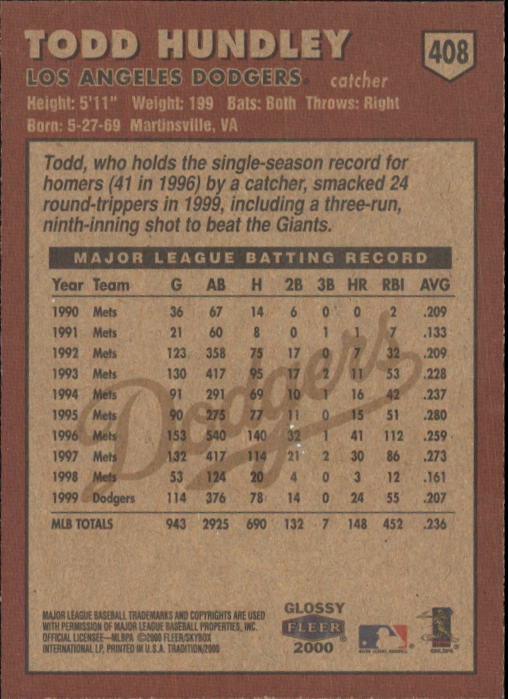 TODD HUNDLEY
408
LOS ANGELES DODGERS® catcher
Height: 5'11" Weight: 199 Bats: Both Throws: Right
Born: 5-27-69 Martinsville, VA
Todd, who holds the single-season record for
homers (41 in 1996) by a catcher, smacked 24
round-trippers in 1999, including a three-run,
ninth-inning shot to beat the Giants.
MAJOR LEAGUE BATTING RECORD
Year Team G AB H 2B 3B HR RBI AVG
1990 Mets 36 67 14 6 0 0 2 .209
1991 Mets 21 60 8 0 1 1 7 .133
1992 Mets 123 358 75 17 0 7 32 .209
1993 Mets 130 417 95 17 2 11 53 .228
1994 Mets 91 291 69 10 1 16 42 .237
1995 Mets 90 275 77 11 0 15 51 .280
1996 Mets 153 540 140 32 1 41 112 .259
1997 Mets 132 417 114 21 2 30 86 .273
1998 Mets 53 124 20 4 0 3 12 .161
1999 Dodgers 114 376 78 14 0 24 55 .207
MLB TOTALS 943 2925 690 132 7 148 452 .236
Dodgers
MAJOR LEAGUE BASEBALL TRADEMARKS AND COPYRIGHTS ARE USED
WITH PERMISSION OF MAJOR LEAGUE BASEBALL PROPERTIES, INC.
OFFICIAL LICENSEE—MLBPA ©2000 FLEER/SKYBOX
INTERNATIONAL LP, PRINTED IN U.S.A. TRADITION/2000
GLOSSY
FLEER
2000